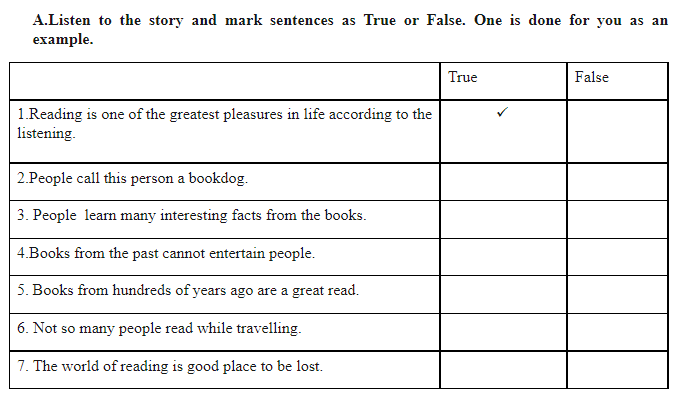 A.Listen to the story and mark sentences as True or False. One is done for you as an
example.
True False
1.Reading is one of the greatest pleasures in life according to the ✓
listening.
2.People call this person a bookdog.
3. People learn many interesting facts from the books.
4.Books from the past cannot entertain people.
5. Books from hundreds of years ago are a great read.
6. Not so many people read while travelling.
7. The world of reading is good place to be lost.